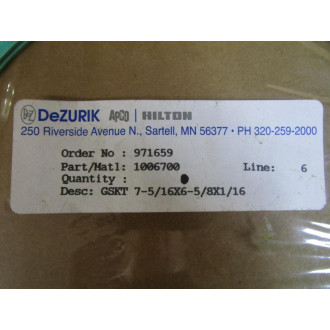 DeZURIK APCO HILTON
250 Riverside Avenue N., Sartell, MN 56377 • PH 320-259-2000
Order No : 971659
Part/Matl: 1006700 Line: 6
Quantity :
Desc: GSKT 7-5/16X6-5/8X1/16